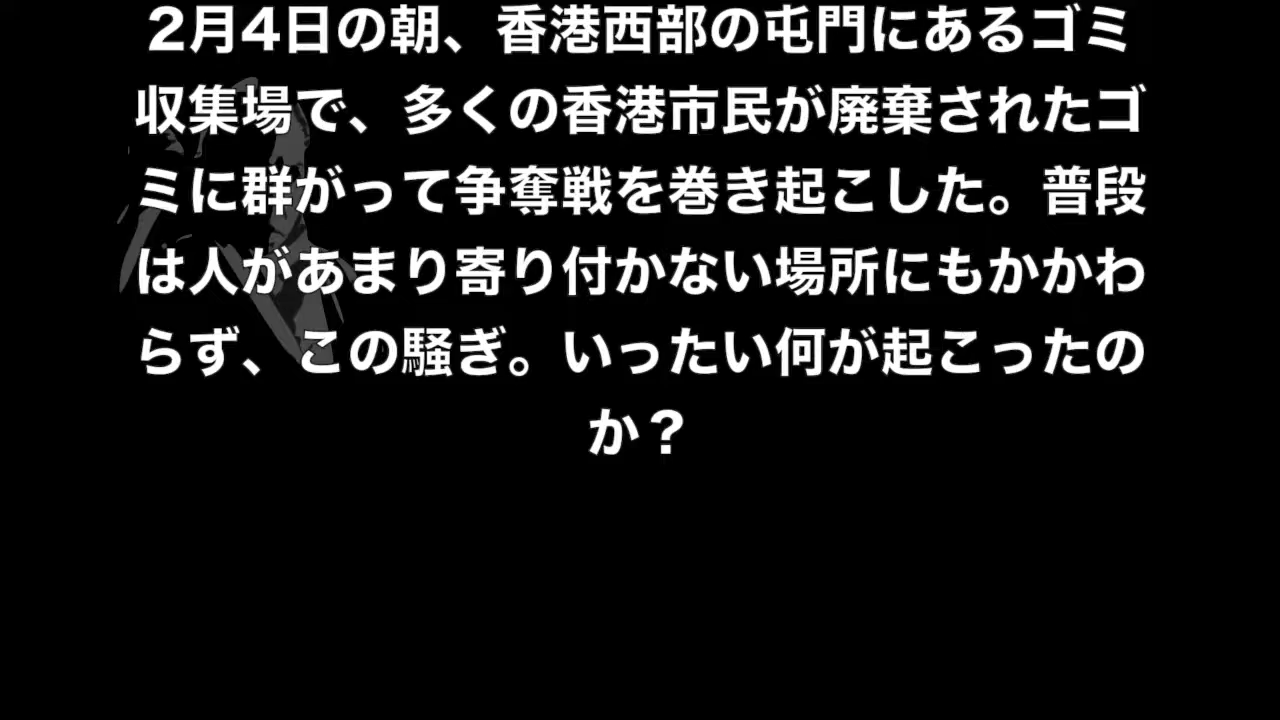 2月4日の朝、香港西部の屯門にあるゴミ
収集場で、多くの香港市民が廃棄されたゴ
ミに群がって争奪戦を巻き起こした。普段
は人があまり寄り付かない場所にもかかわ
らず、この騒ぎ。いったい何が起こったの
か？